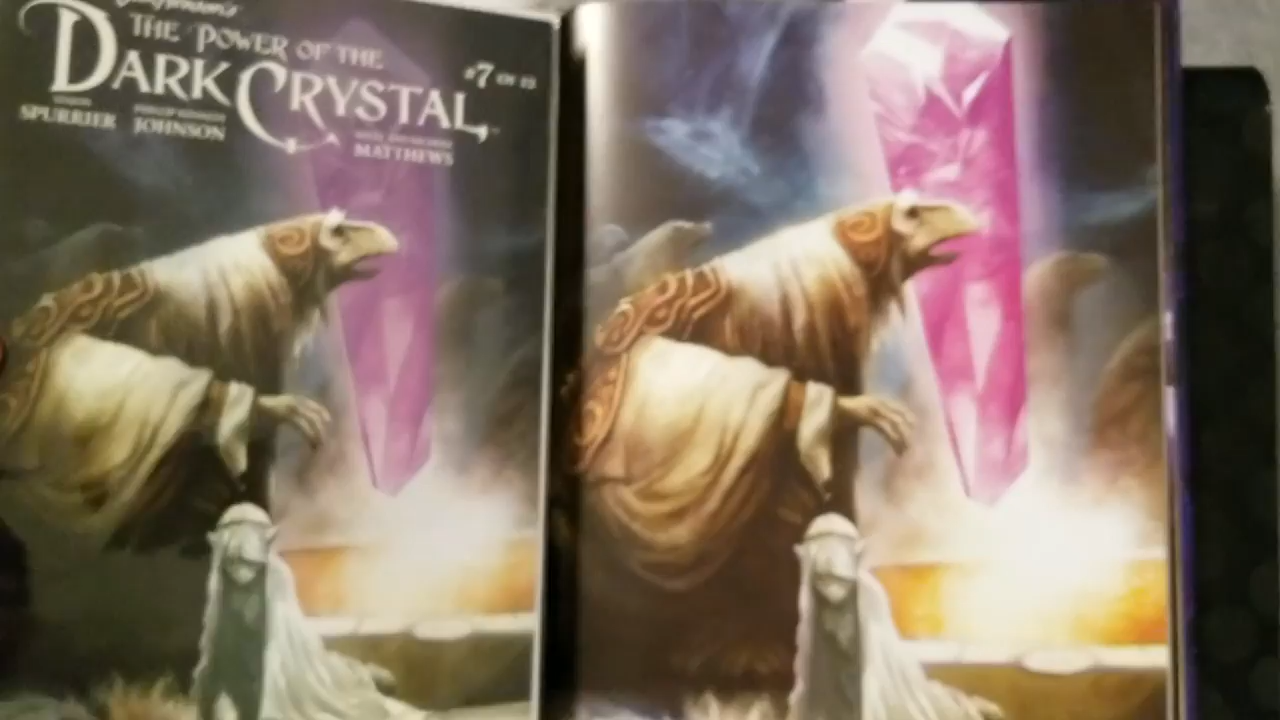 THE POWER OF THE
DARK CRYSTAL
#7 OF 12
SPURRIER JOHNSON
MATTHEWS